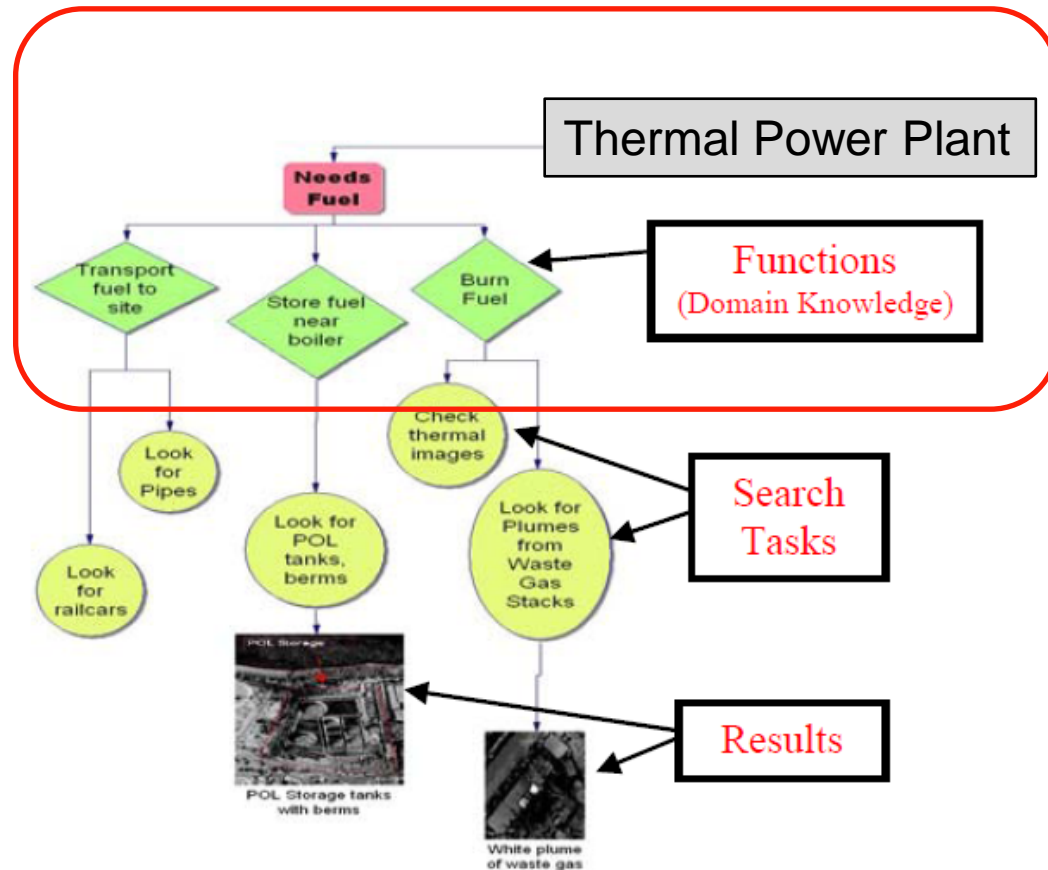 Thermal Power Plant
Needs
Fuel
Transport
fuel to
site
Store fuel
near
boiler
Burn
Fuel
Functions
(Domain Knowledge)
Look
for
Pipes
Look
for
railcars
Look for
POL
tanks,
berms
Check
thermal
images
Look for
Plumes
from
Waste
Gas
Stacks
Search
Tasks
POL Storage
POL Storage tanks
with berms
White plume
of waste gas
Results